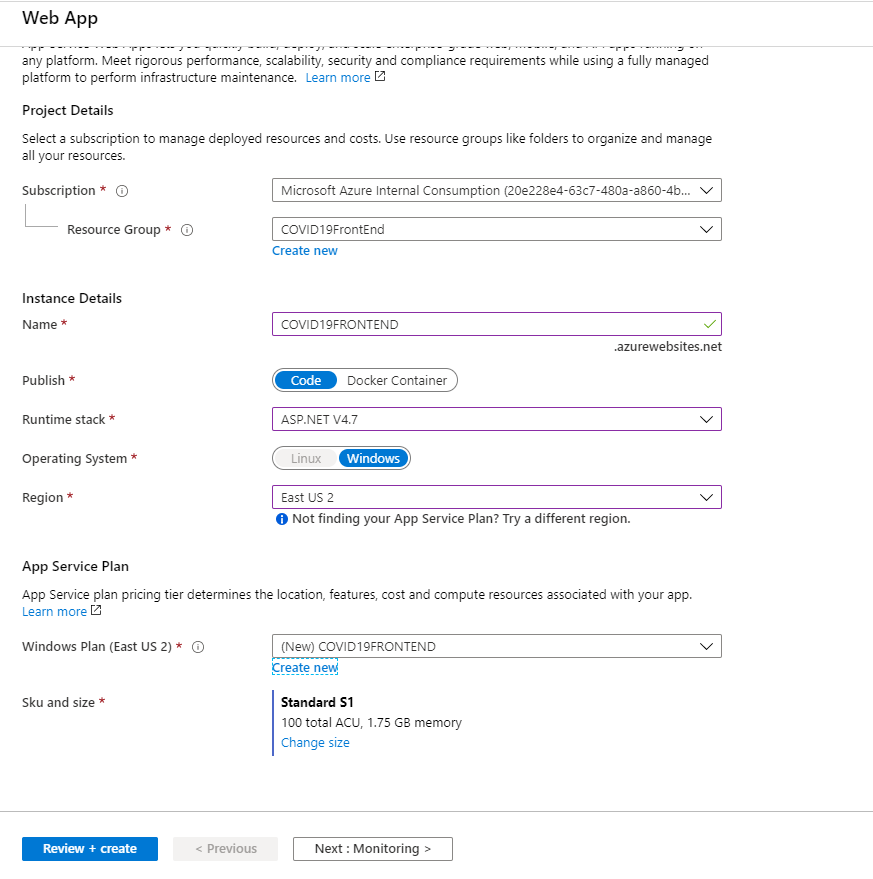 Web App
any platform. Meet rigorous performance, scalability, security and compliance requirements while using a fully managed
platform to perform infrastructure maintenance. Learn more
Project Details
Select a subscription to manage deployed resources and costs. Use resource groups like folders to organize and manage
all your resources.
Subscription *
Microsoft Azure Internal Consumption (20e228e4-63c7-480a-a860-4b...
Resource Group *
COVID19FrontEnd
Create new
Instance Details
Name *
COVID19FRONTEND
.azurewebsites.net
Publish *
Code
Docker Container
Runtime stack *
ASP.NET V4.7
Operating System *
Linux
Windows
Region *
East US 2
Not finding your App Service Plan? Try a different region.
App Service Plan
App Service plan pricing tier determines the location, features, cost and compute resources associated with your app.
Learn more
Windows Plan (East US 2) *
(New) COVID19FRONTEND
Create new
Sku and size *
Standard S1
100 total ACU, 1.75 GB memory
Change size
Review + create
< Previous
Next : Monitoring >